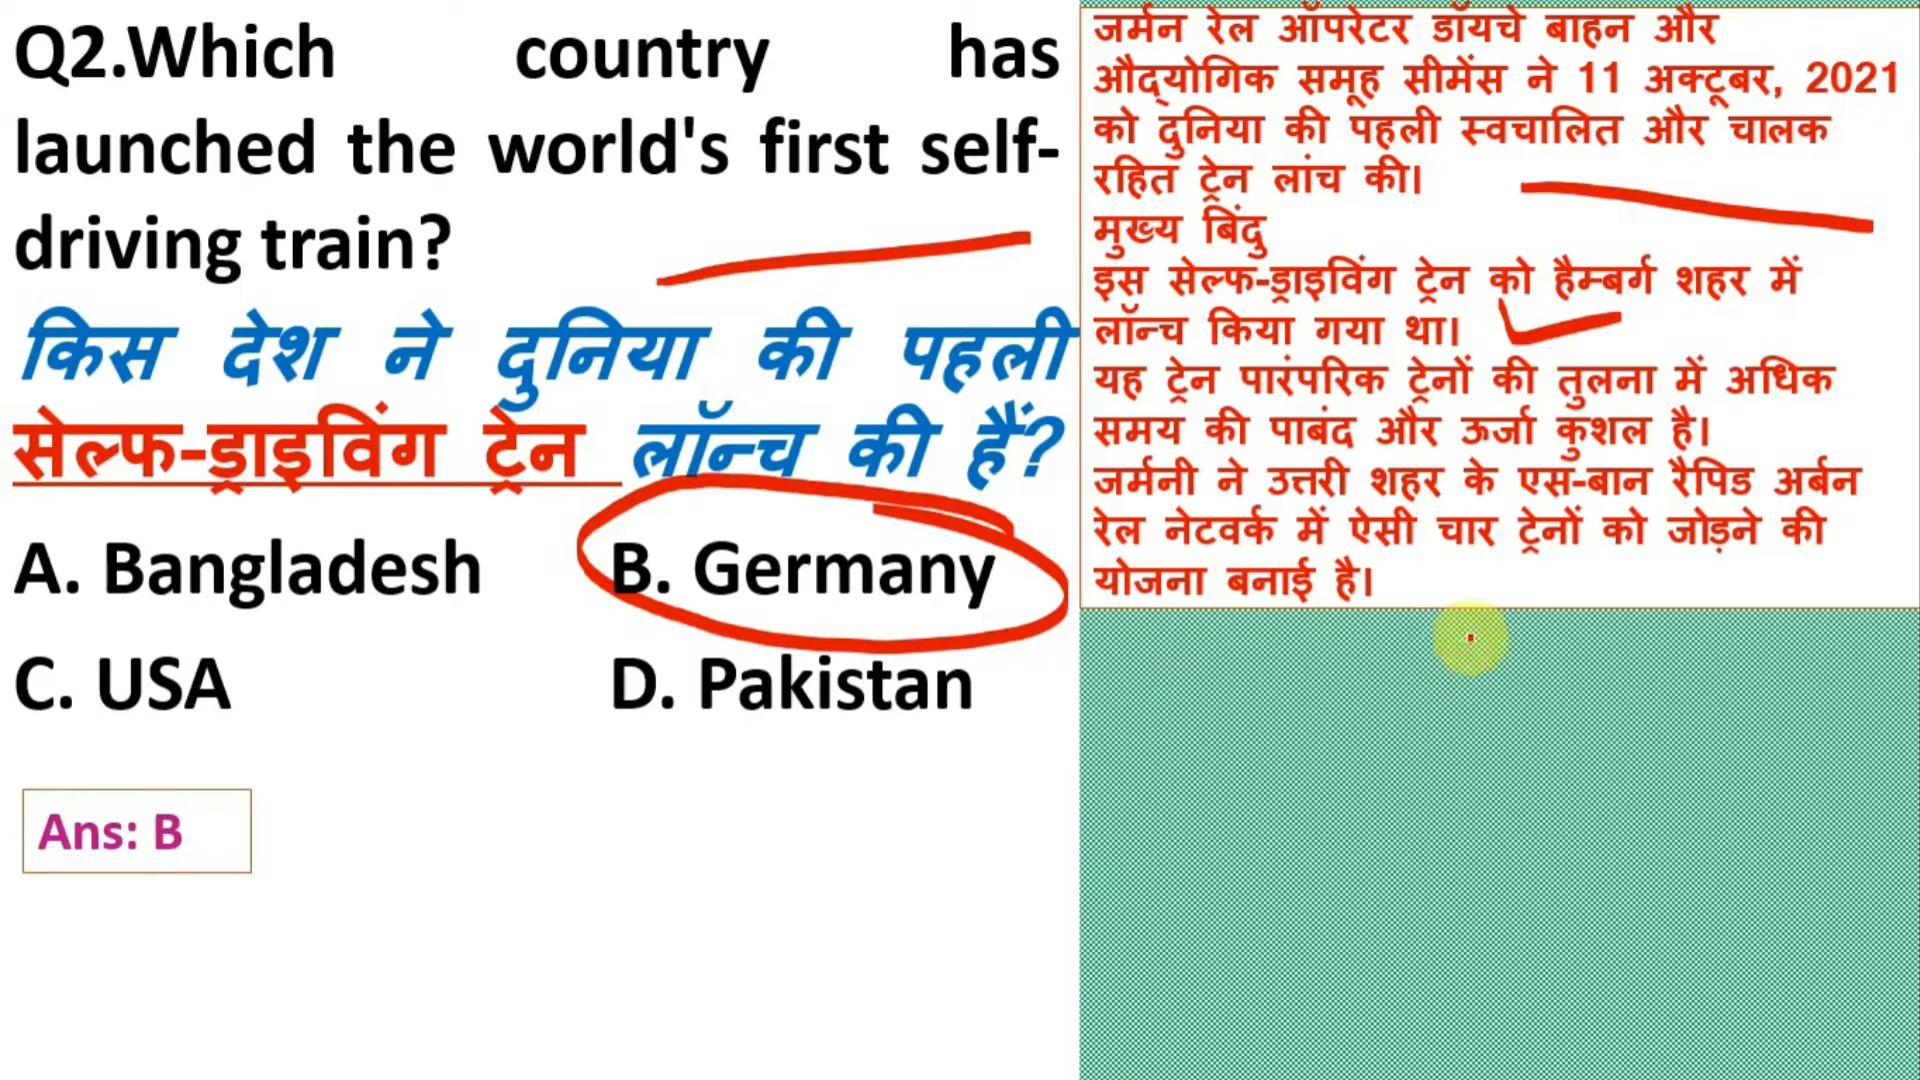 Q2.Which country has
launched the world's first self-
driving train?
किस देश ने दुनिया की पहली
सेल्फ-ड्राइविंग ट्रेन लॉन्च की हैं?
A. Bangladesh B. Germany
C. USA D. Pakistan
Ans: B
जर्मन रेल ऑपरेटर डॉयचे बाहन और
औद्योगिक समूह सीमेंस ने 11 अक्टूबर, 2021
को दुनिया की पहली स्वचालित और चालक
रहित ट्रेन लांच की।
मुख्य बिंदु
इस सेल्फ-ड्राइविंग ट्रेन को हैम्बर्ग शहर में
लॉन्च किया गया था।
यह ट्रेन पारंपरिक ट्रेनों की तुलना में अधिक
समय की पाबंद और ऊर्जा कुशल है।
जर्मनी ने उत्तरी शहर के एस-बान रैपिड अर्बन
रेल नेटवर्क में ऐसी चार ट्रेनों को जोड़ने की
योजना बनाई है।